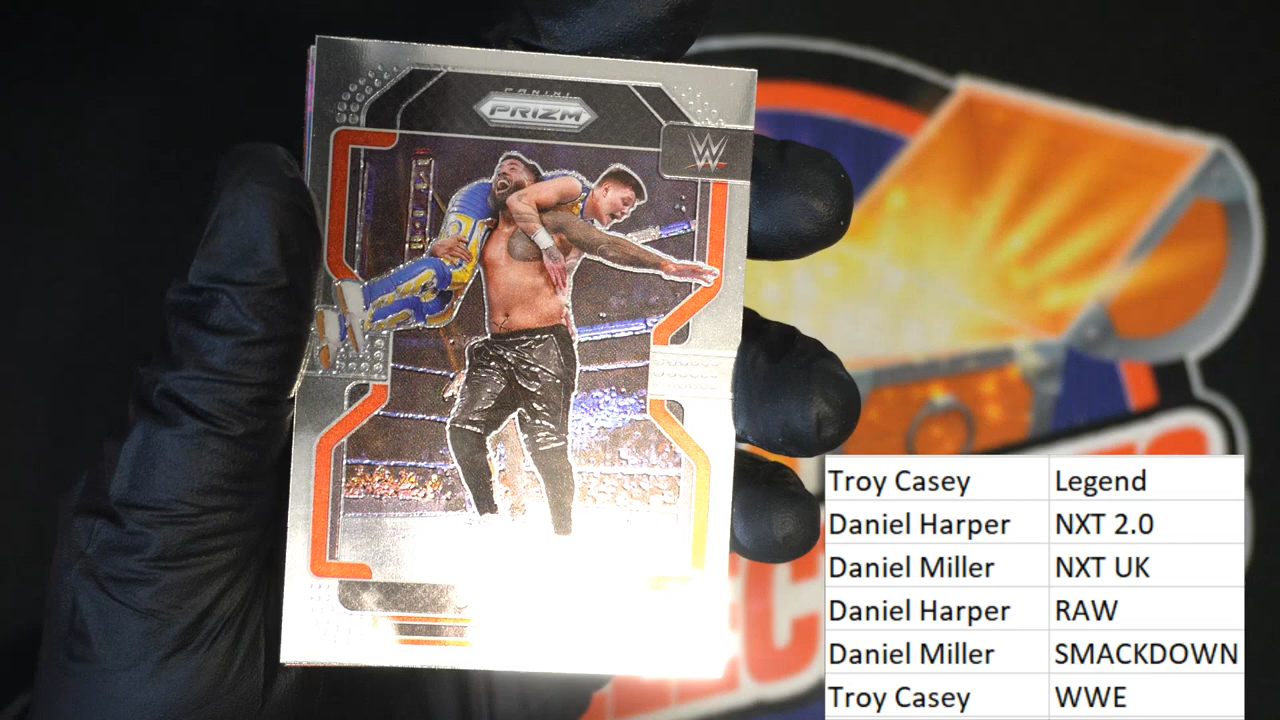 PANINI
PRIZM
W
Troy Casey Legend
Daniel Harper NXT 2.0
Daniel Miller NXT UK
Daniel Harper RAW
Daniel Miller SMACKDOWN
Troy Casey WWE